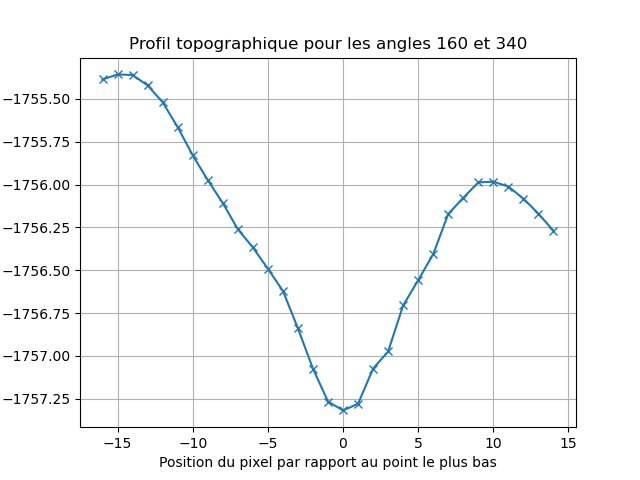 Profil topographique pour les angles 160 et 340
−1755.50
−1755.75
−1756.00
−1756.25
−1756.50
−1756.75
−1757.00
−1757.25
−15 −10 −5 0 5 10 15
Position du pixel par rapport au point le plus bas